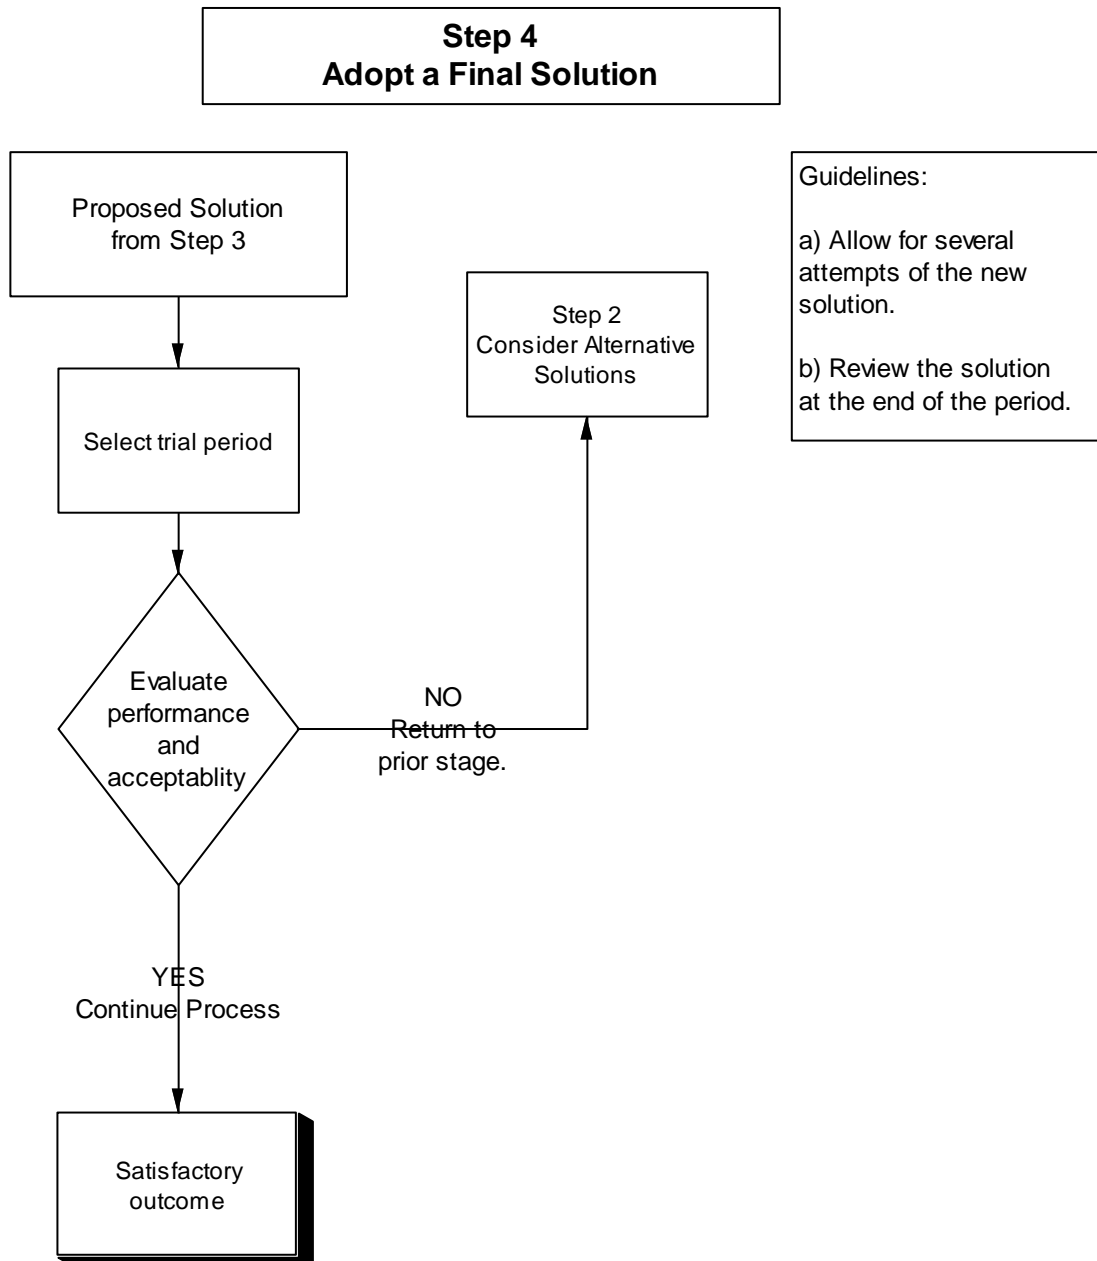 Step 4
Adopt a Final Solution
Proposed Solution
from Step 3
Guidelines:
a) Allow for several
attempts of the new
solution.
b) Review the solution
at the end of the period.
Step 2
Consider Alternative
Solutions
Select trial period
Evaluate
performance
and
acceptablity
NO
Return to
prior stage.
YES
Continue Process
Satisfactory
outcome